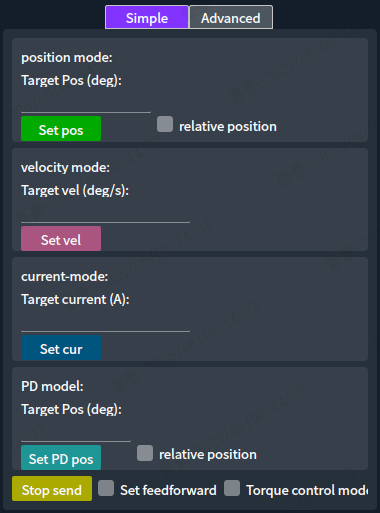 Simple Advanced
position mode:
Target Pos (deg):
Set pos relative position
velocity mode:
Target vel (deg/s):
Set vel
current-mode:
Target current (A):
Set cur
PD model:
Target Pos (deg):
Set PD pos relative position
Stop send Set feedforward Torque control mode